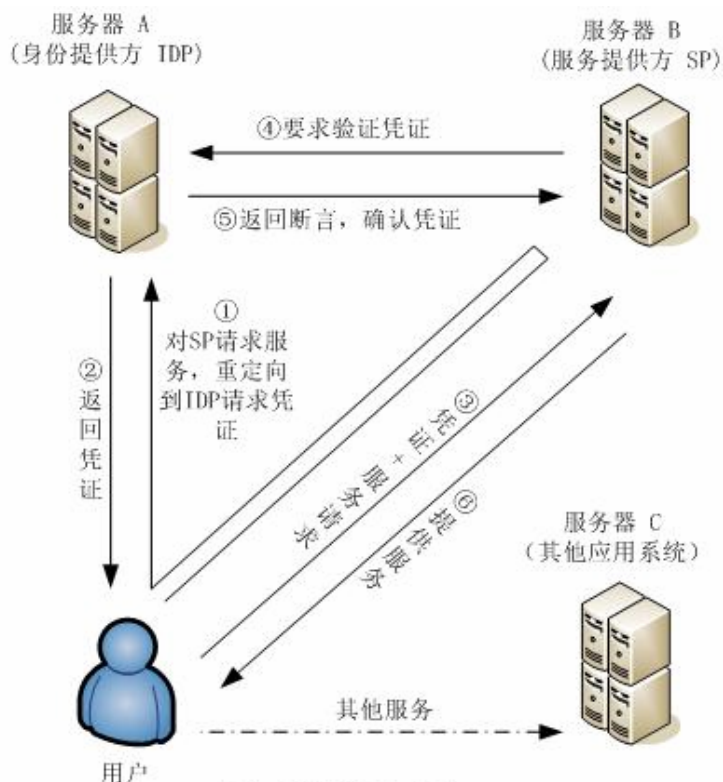 服务器 A
(身份提供方 IDP)
服务器 B
(服务提供方 SP)
④要求验证凭证
⑤返回断言，确认凭证
①
对SP请求服
务，重定向
到IDP请求凭
证
②
返
回
凭
证
③凭证+服务请求
⑥提供服务
服务器 C
（其他应用系统）
其他服务
用户